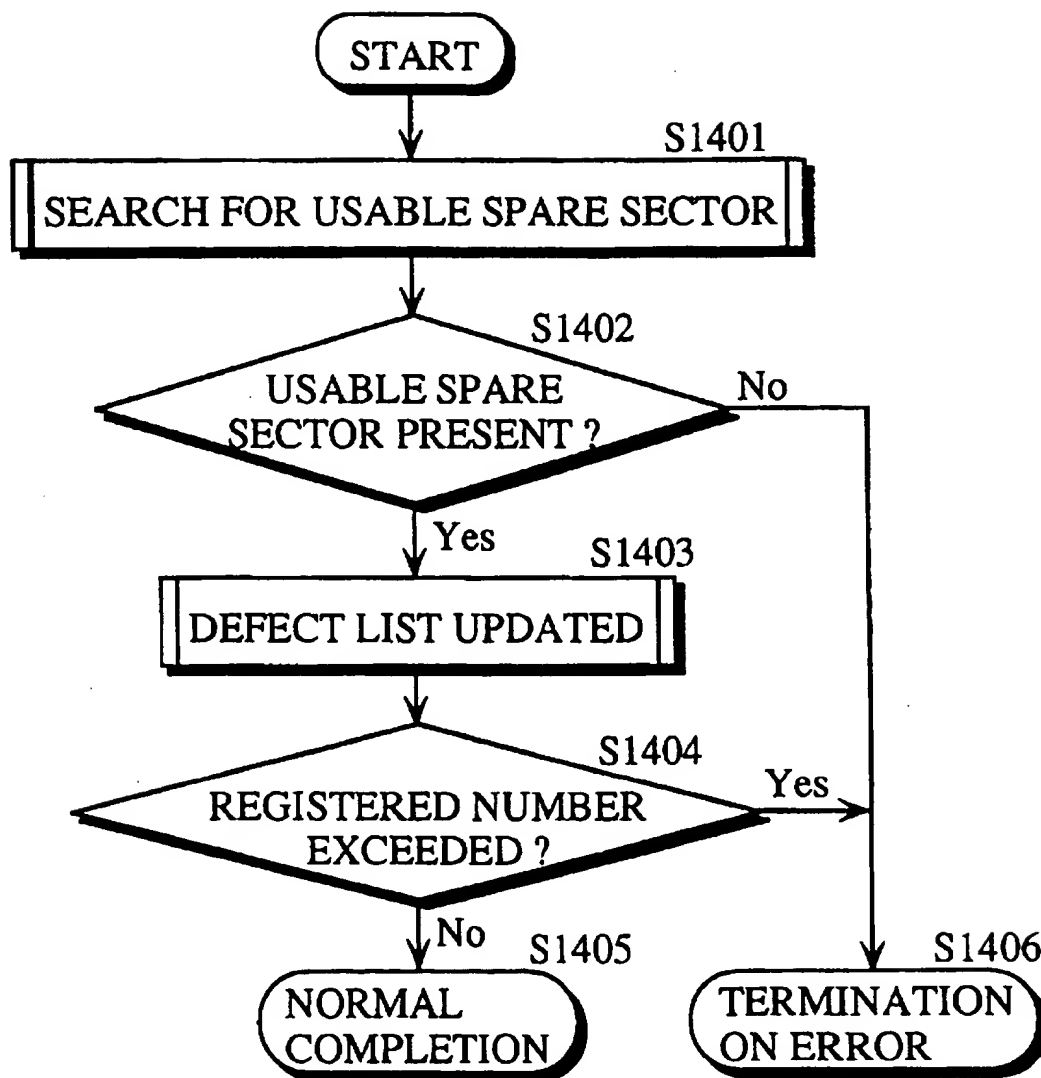 START
S1401
SEARCH FOR USABLE SPARE SECTOR
S1402
USABLE SPARE
SECTOR PRESENT ?
No
Yes
S1403
DEFECT LIST UPDATED
S1404
REGISTERED NUMBER
EXCEEDED ?
Yes
No
S1405
NORMAL
COMPLETION
S1406
TERMINATION
ON ERROR